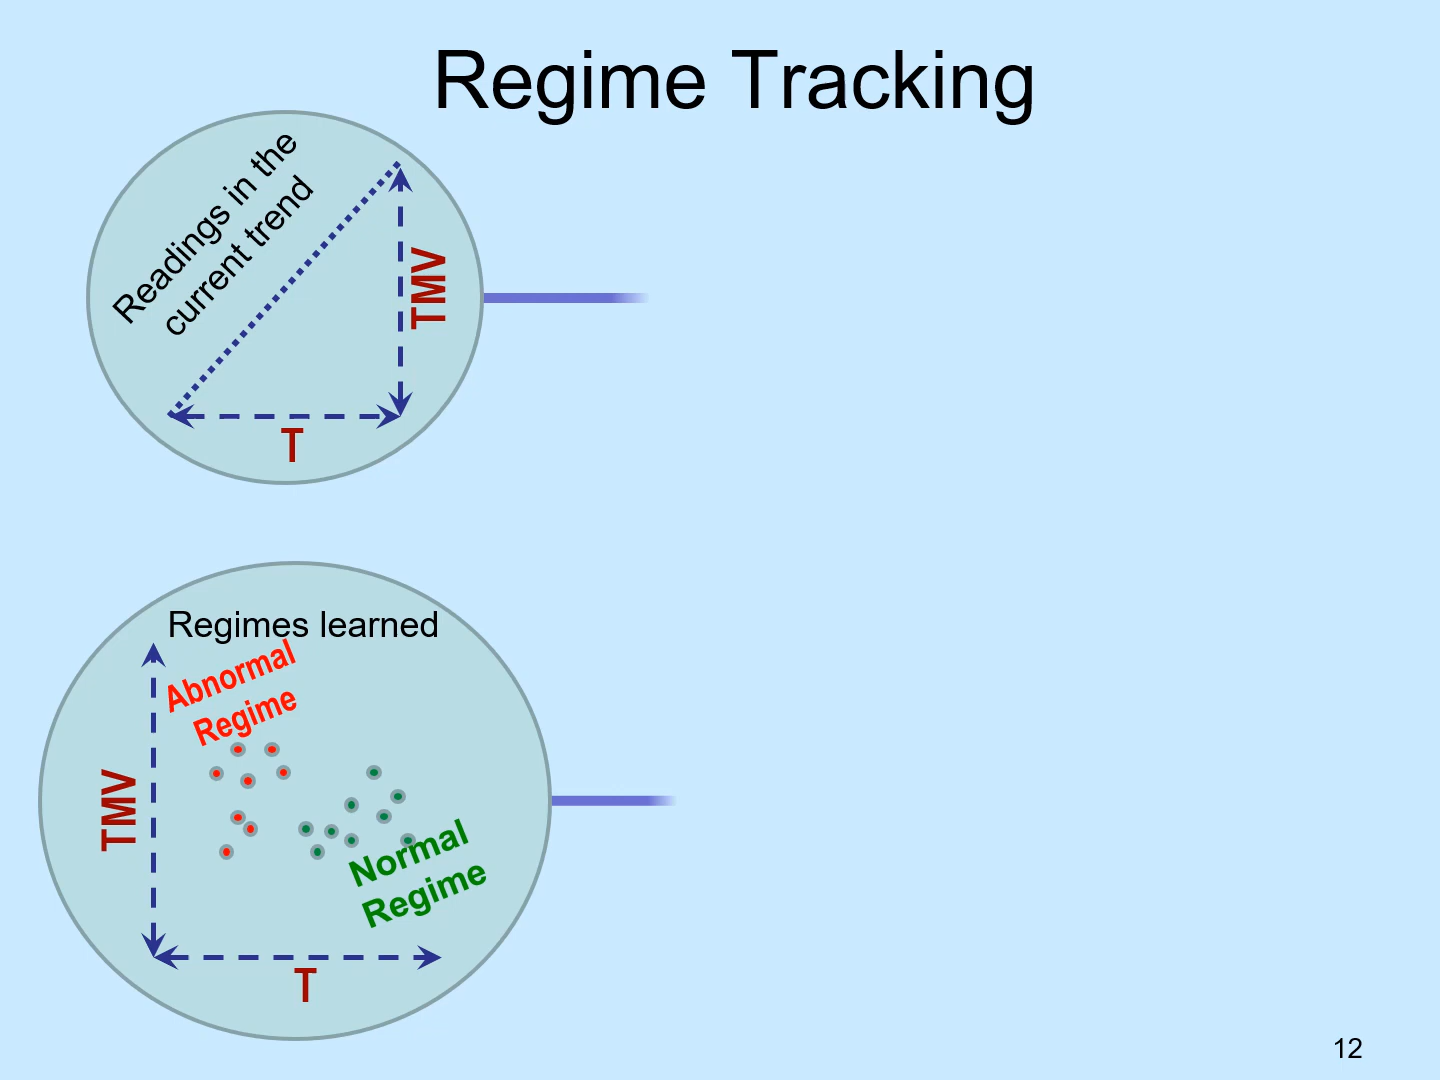 Regime Tracking
Readings in the
current trend
TMV
T
Regimes learned
Abnormal
Regime
TMV
Normal
Regime
T
12